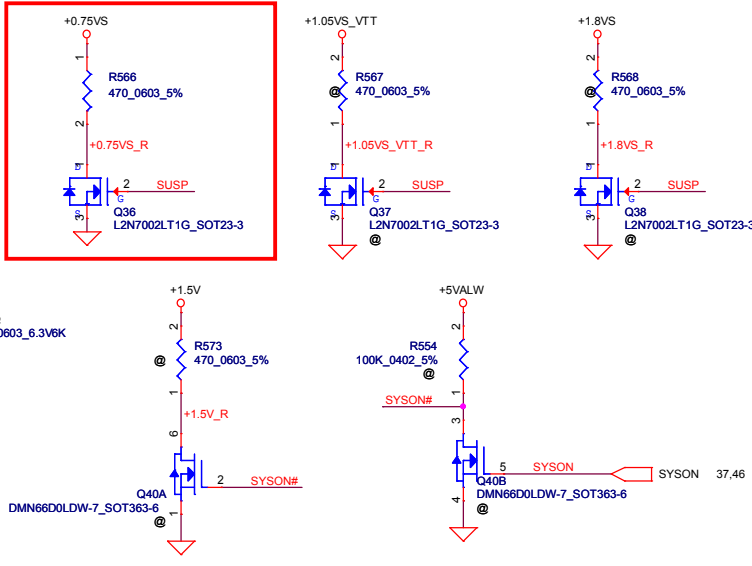 +0.75VS
1
R566
470_0603_5%
2
+0.75VS_R
1
D
2
SUSP
G
S
3
Q36
L2N7002LT1G_SOT23-3
+1.05VS_VTT
2
@
R567
470_0603_5%
1
+1.05VS_VTT_R
1
D
2
SUSP
G
S
3
Q37
L2N7002LT1G_SOT23-3
@
+1.8VS
2
@
R568
470_0603_5%
1
+1.8VS_R
1
D
2
SUSP
G
S
3
Q38
L2N7002LT1G_SOT23-3
@
0603_6.3V6K
+1.5V
2
@
R573
470_0603_5%
1
+1.5V_R
6
2
SYSON#
Q40A
DMN66D0LDW-7_SOT363-6
@
1
+5VALW
2
R554
100K_0402_5%
@
1
SYSON#
3
5
SYSON
SYSON 37,46
Q40B
DMN66D0LDW-7_SOT363-6
4
@